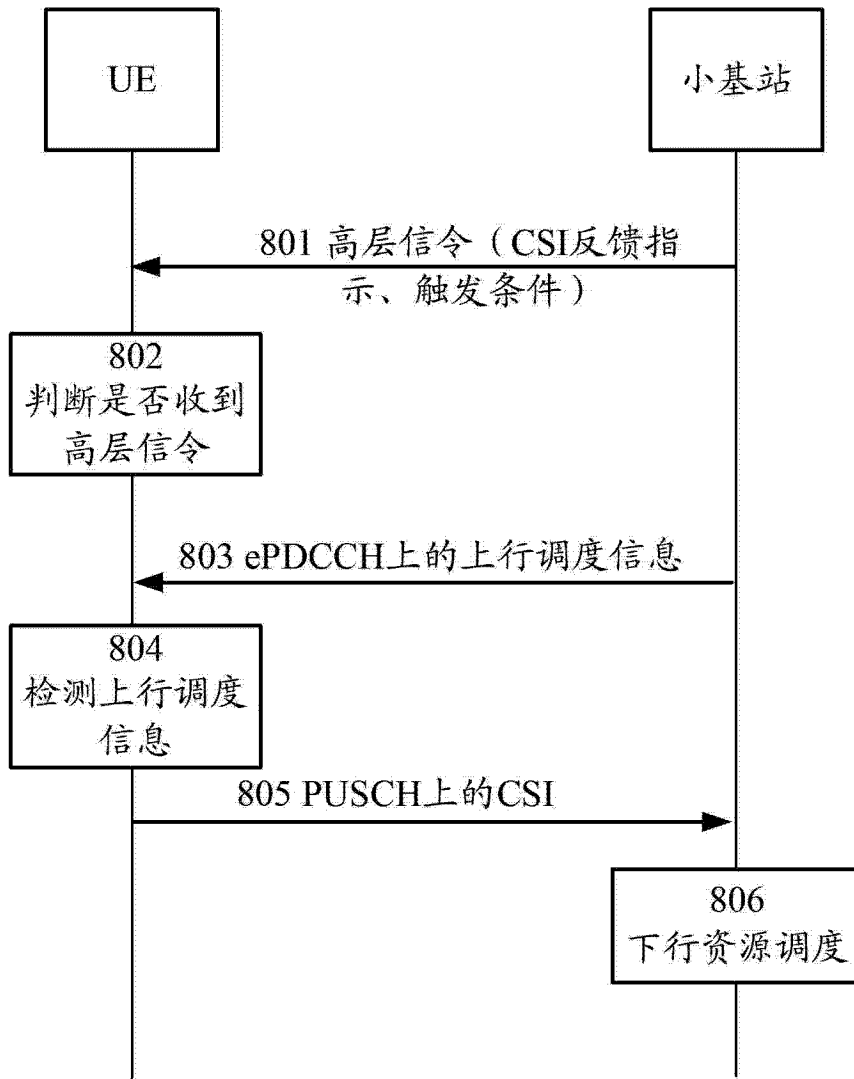 UE
小基站
801 高层信令（CSI反馈指
示、触发条件）
802
判断是否收到
高层信令
803 ePDCCH上的上行调度信息
804
检测上行调度
信息
805 PUSCH上的CSI
806
下行资源调度